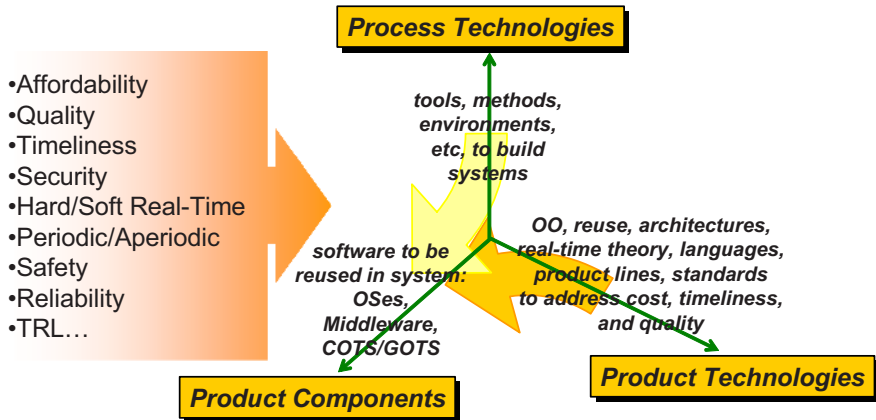 Process Technologies
•Affordability
•Quality
•Timeliness
•Security
•Hard/Soft Real-Time
•Periodic/Aperiodic
•Safety
•Reliability
•TRL…
tools, methods,
environments,
etc, to build
systems
software to be
reused in system:
OSes,
Middleware,
COTS/GOTS
OO, reuse, architectures,
real-time theory, languages,
product lines, standards
to address cost, timeliness,
and quality
Product Components
Product Technologies